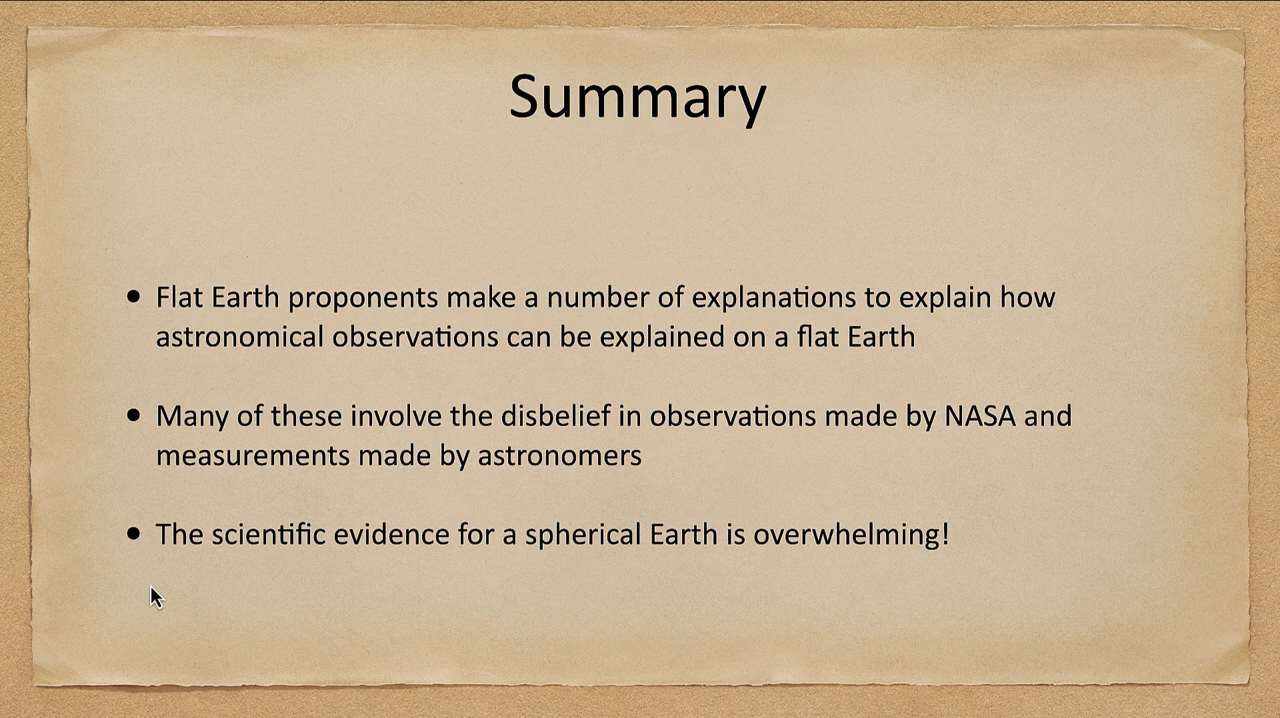 Summary
• Flat Earth proponents make a number of explanations to explain how
astronomical observations can be explained on a flat Earth
• Many of these involve the disbelief in observations made by NASA and
measurements made by astronomers
• The scientific evidence for a spherical Earth is overwhelming!